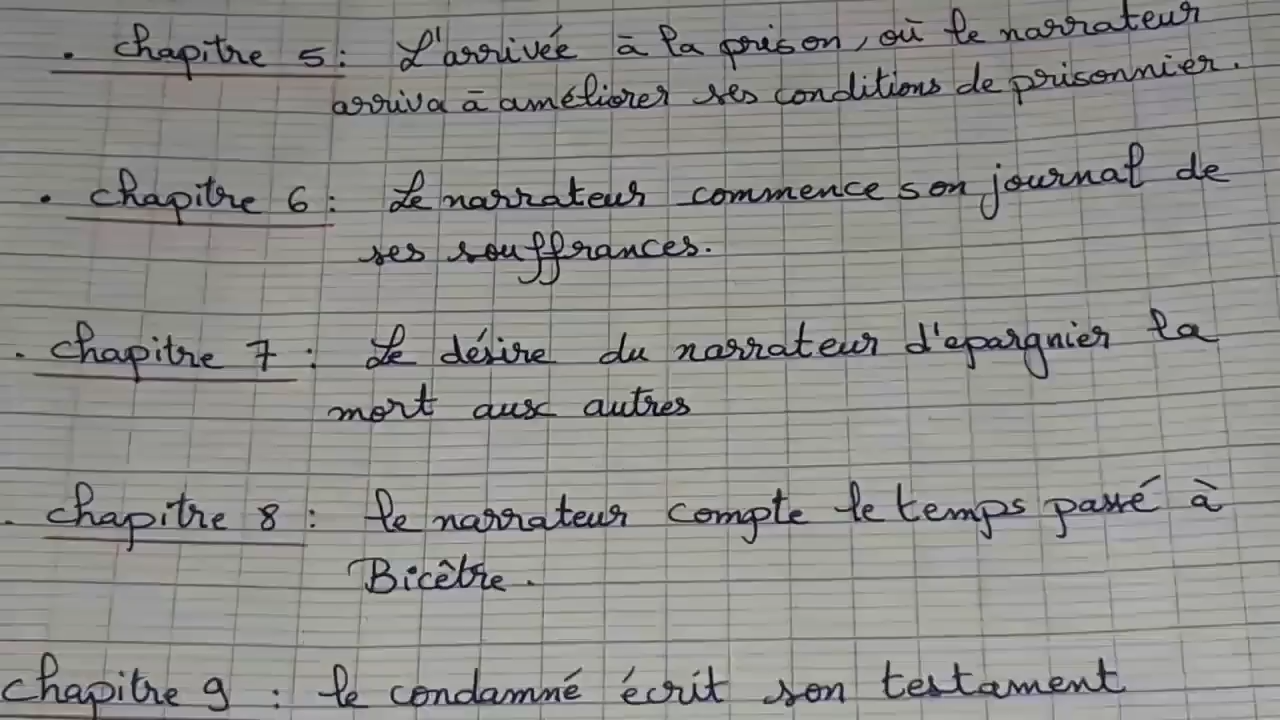 . chapitre 5 : L'arrivée à la prison, où le narrateur
arriva à améliorer ses conditions de prisonnier.
. chapitre 6 : Le narrateur commence son journal de
ses souffrances.
. chapitre 7 : Le désire du narrateur d'epargnier la
mort aux autres
. chapitre 8 : le narrateur compte le temps passé à
Bicêtre.
chapitre 9 : le condamné écrit son testament